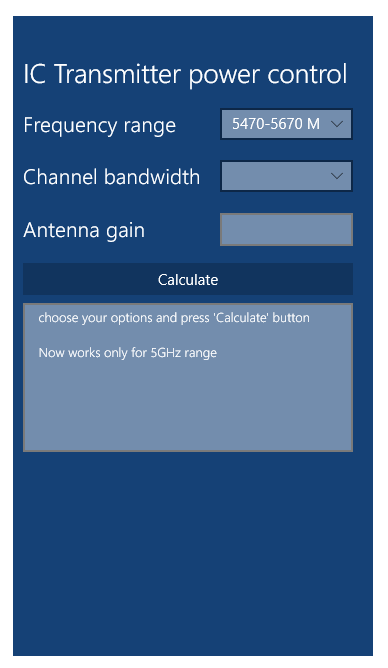 IC Transmitter power control
Frequency range
5470-5670 M
Channel bandwidth
Antenna gain
Calculate
choose your options and press 'Calculate' button
Now works only for 5GHz range